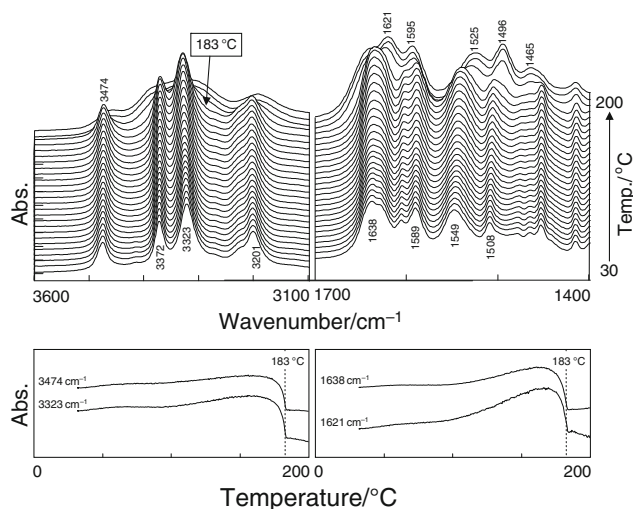 183 °C
3474
3372
3323
3201
1621
1595
1525
1496
1465
1638
1589
1549
1508
Abs.
200
Temp./°C
30
3600
3100
1700
1400
Wavenumber/cm⁻¹
183 °C
3474 cm⁻¹
3323 cm⁻¹
183 °C
1638 cm⁻¹
1621 cm⁻¹
Abs.
0
200
0
200
Temperature/°C